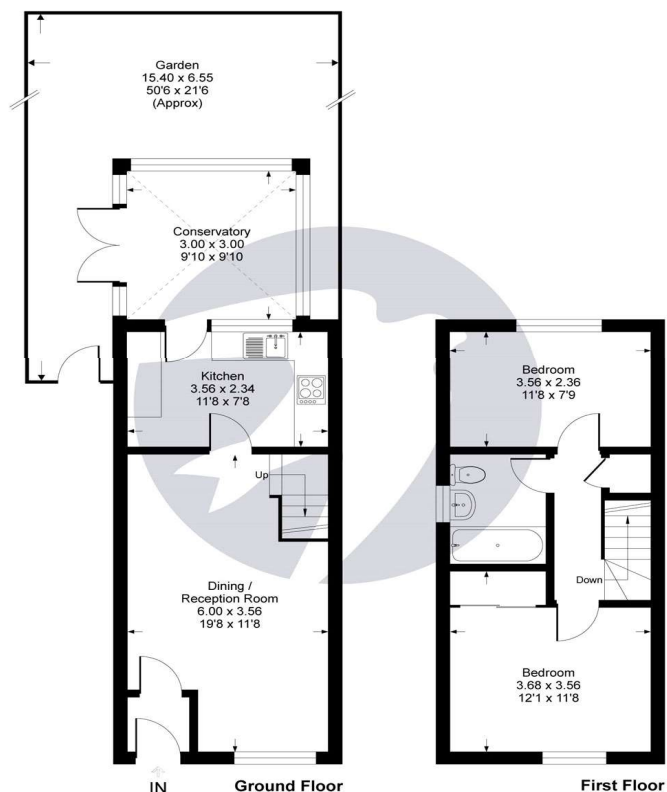 Garden
15.40 x 6.55
50'6 x 21'6
(Approx)
Conservatory
3.00 x 3.00
9'10 x 9'10
Kitchen
3.56 x 2.34
11'8 x 7'8
Up
Dining /
Reception Room
6.00 x 3.56
19'8 x 11'8
IN
Ground Floor
Bedroom
3.56 x 2.36
11'8 x 7'9
Down
Bedroom
3.68 x 3.56
12'1 x 11'8
First Floor